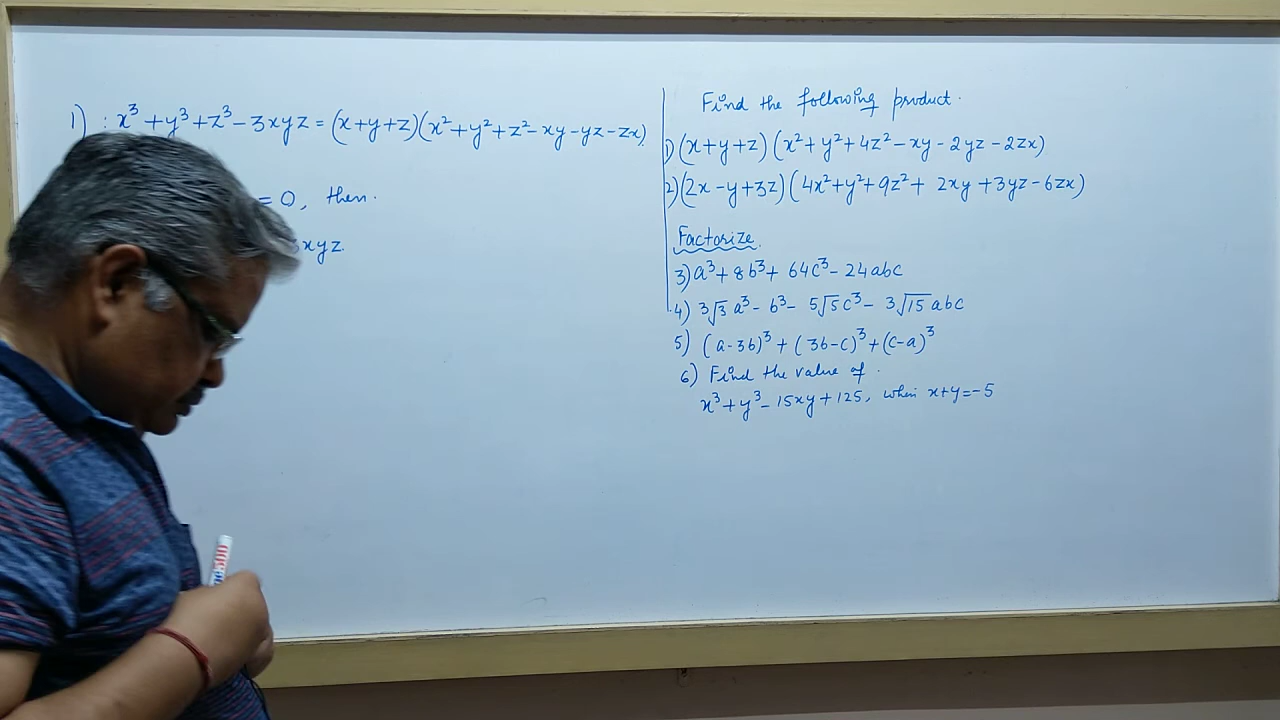 1) : x³ + y³ + z³ - 3xyz = (x+y+z)(x² + y² + z² - xy - yz - zx)
= 0, then.
xyz.
Find the following product.
1) (x+y+z) (x² + y² + 4z² - xy - 2yz - 2zx)
2) (2x - y + 3z) (4x² + y² + 9z² + 2xy + 3yz - 6zx)
Factorize.
3) a³ + 8b³ + 64c³ - 24abc
4) 3√3 a³ - b³ - 5√5 c³ - 3√15 abc
5) (a - 3b)³ + (3b - c)³ + (c - a)³
6) Find the value of.
x³ + y³ - 15xy + 125, when x+y = -5